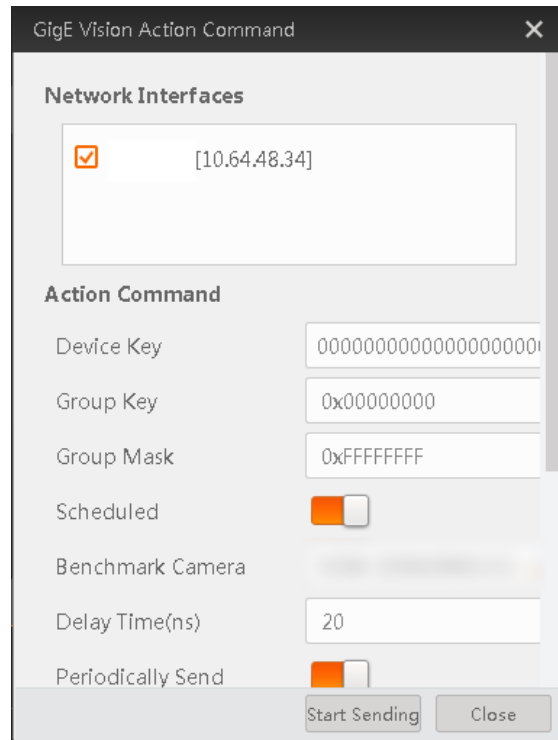 GigE Vision Action Command
Network Interfaces
[10.64.48.34]
Action Command
Device Key
Group Key 0x00000000
Group Mask 0xFFFFFFFF
Scheduled
Benchmark Camera
Delay Time(ns) 20
Periodically Send
Start Sending Close